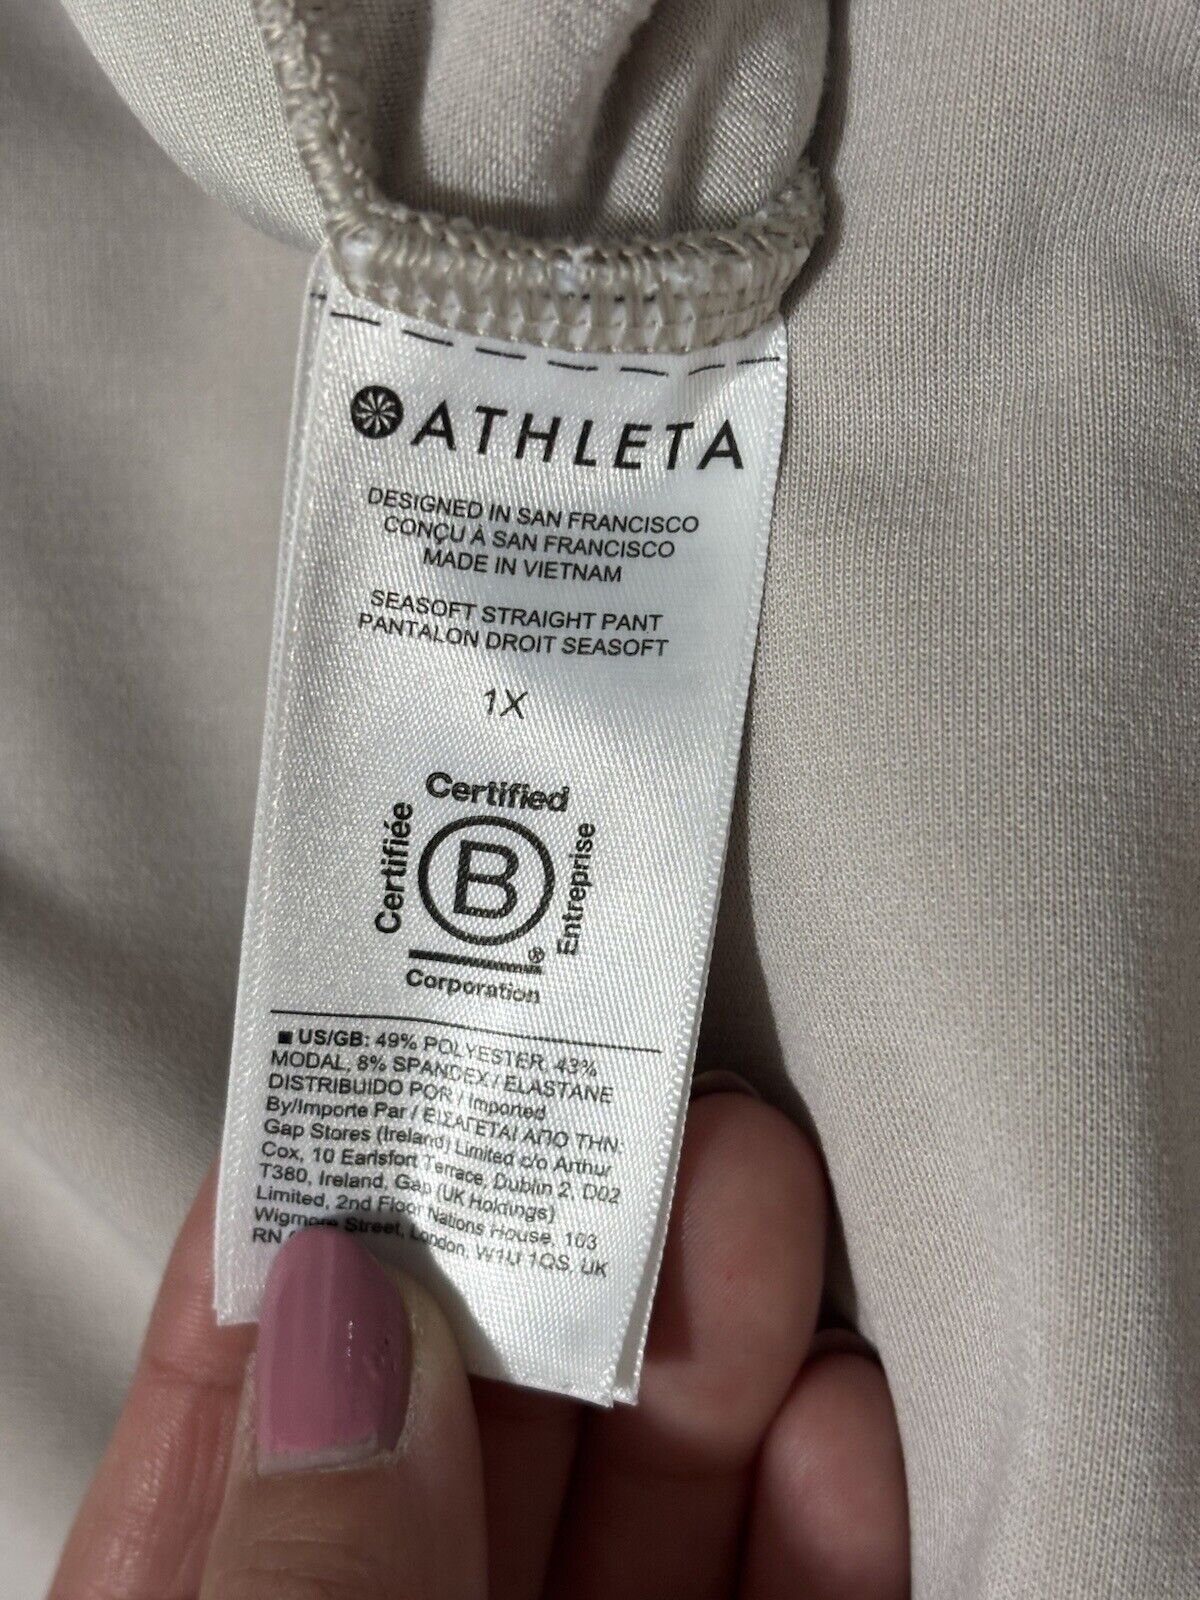 ATHLETA
DESIGNED IN SAN FRANCISCO
CONÇU À SAN FRANCISCO
MADE IN VIETNAM
SEASOFT STRAIGHT PANT
PANTALON DROIT SEASOFT
1X
Certified
Certifiée
B
Entreprise
®
Corporation
■ US/GB: 49% POLYESTER, 43%
MODAL, 8% SPANDEX / ELASTANE
DISTRIBUIDO POR / Imported
By/Importe Par / ΕΙΣΑΓΕΤΑΙ ΑΠΟ ΤΗΝ:
Gap Stores (Ireland) Limited c/o Arthur
Cox, 10 Earlsfort Terrace, Dublin 2, D02
T380, Ireland, Gap (UK Holdings)
Limited, 2nd Floor Nations House, 103
Wigmore Street, London, W1U 1QS, UK
RN